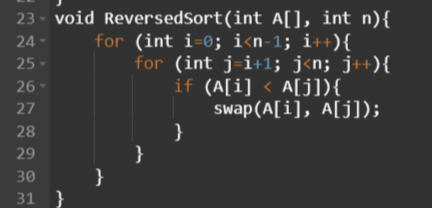 23 void ReversedSort(int A[], int n){
24     for (int i=0; i<n-1; i++){
25         for (int j=i+1; j<n; j++){
26             if (A[i] < A[j]){
27                 swap(A[i], A[j]);
28             }
29         }
30     }
31 }